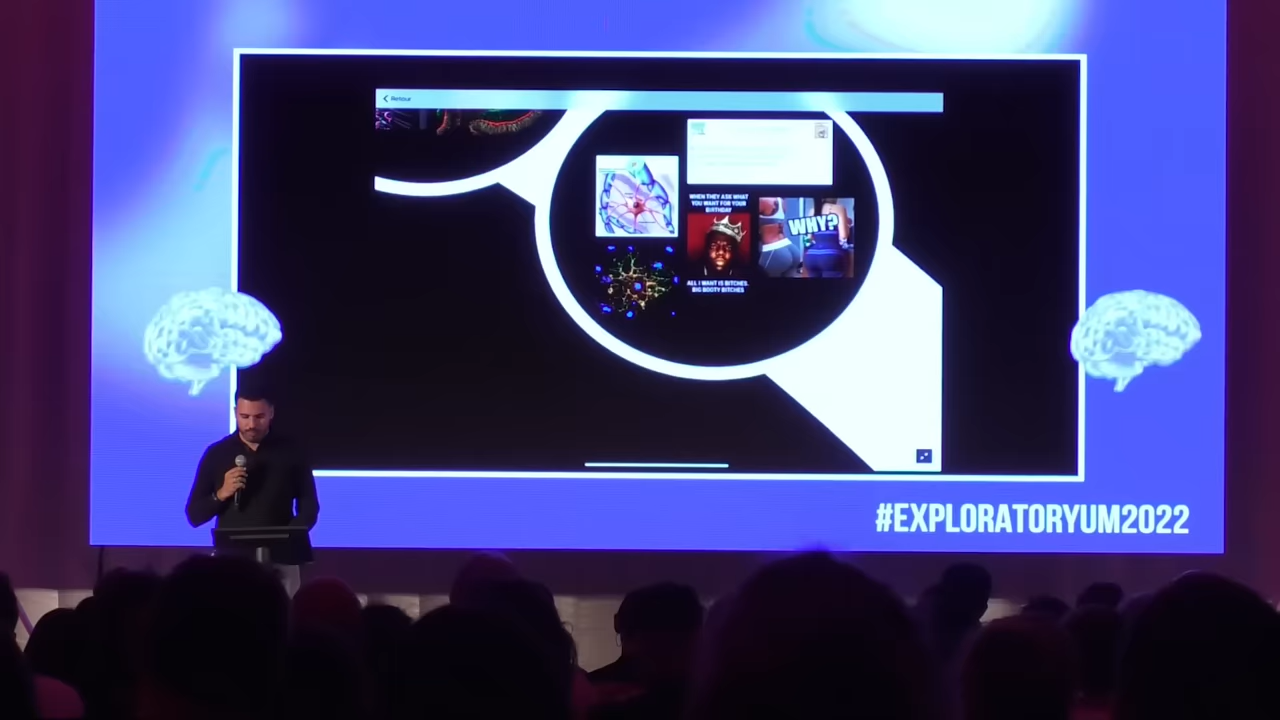 Retour
WHEN THEY ASK WHAT
YOU WANT FOR YOUR
BIRTHDAY
WHY?
ALL I WANT IS BITCHES,
BIG BOOTY BITCHES
#EXPLORATORYUM2022